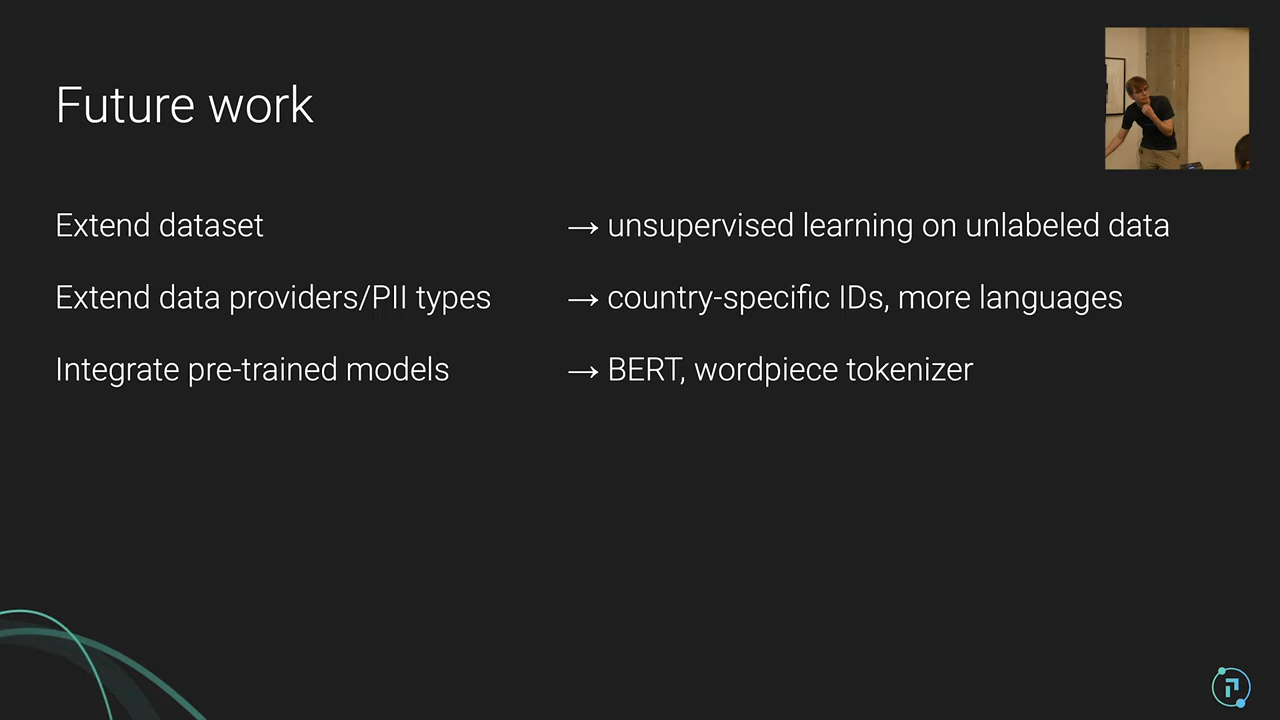 Future work
Extend dataset → unsupervised learning on unlabeled data
Extend data providers/PII types → country-specific IDs, more languages
Integrate pre-trained models → BERT, wordpiece tokenizer